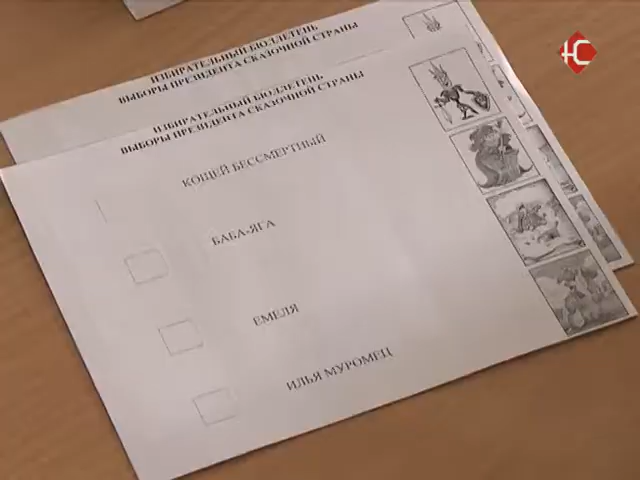 ИЗБИРАТЕЛЬНЫЙ БЮЛЛЕТЕНЬ
ВЫБОРЫ ПРЕЗИДЕНТА СКАЗОЧНОЙ СТРАНЫ
ИЗБИРАТЕЛЬНЫЙ БЮЛЛЕТЕНЬ
ВЫБОРЫ ПРЕЗИДЕНТА СКАЗОЧНОЙ СТРАНЫ
КОЩЕЙ БЕССМЕРТНЫЙ
БАБА-ЯГА
ЕМЕЛЯ
ИЛЬЯ МУРОМЕЦ
НС